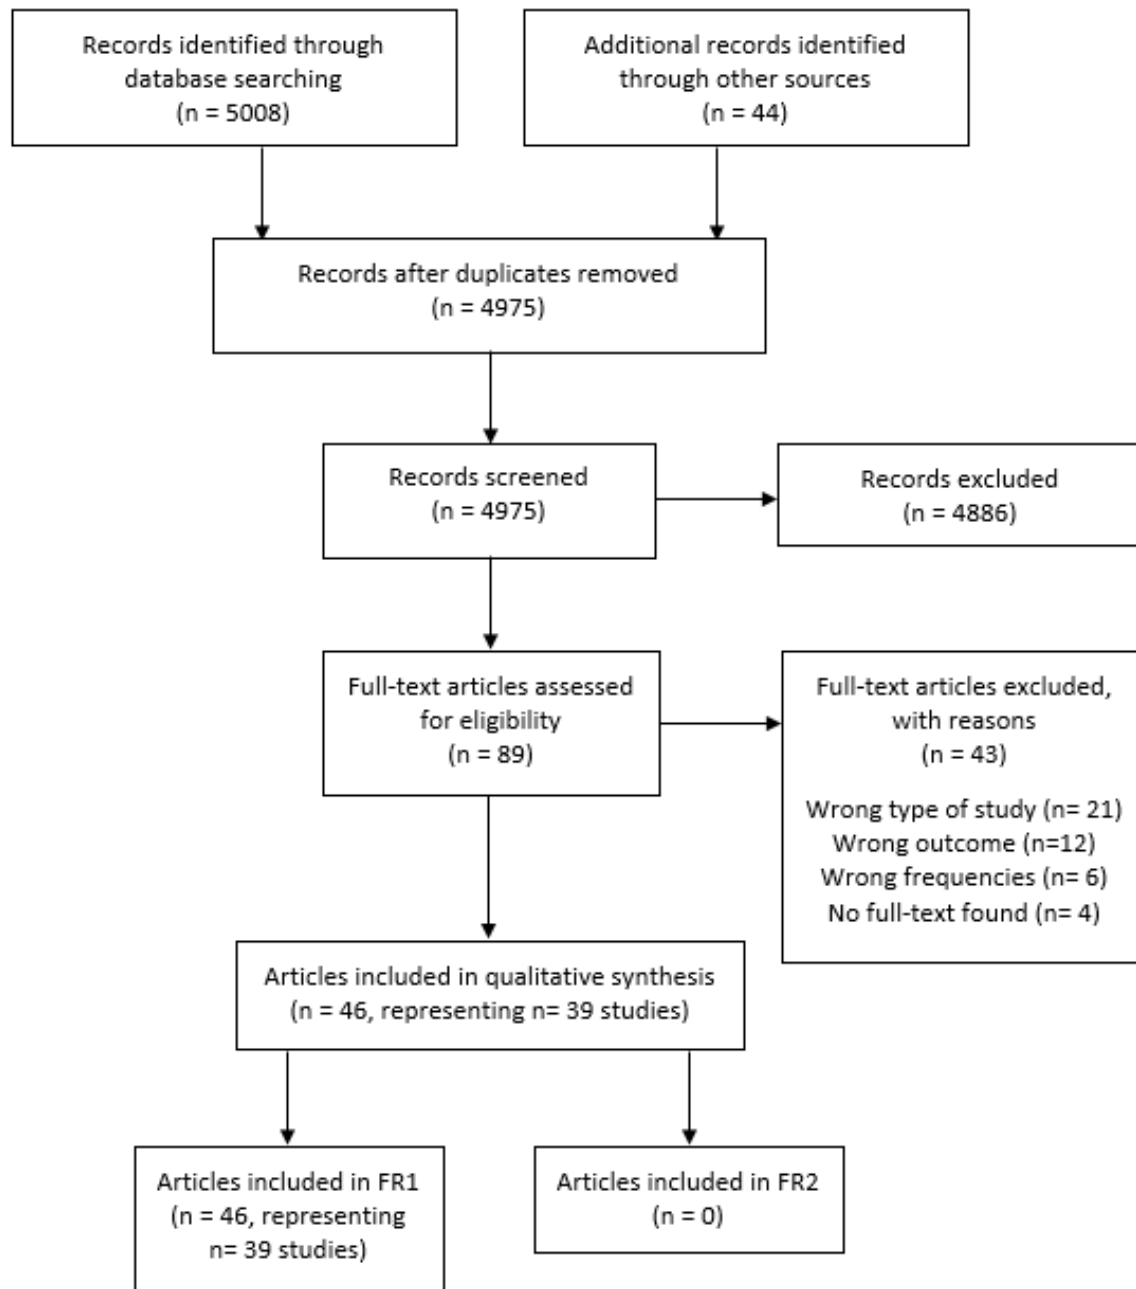 Records identified through
database searching
(n = 5008)
Additional records identified
through other sources
(n = 44)
Records after duplicates removed
(n = 4975)
Records screened
(n = 4975)
Records excluded
(n = 4886)
Full-text articles assessed
for eligibility
(n = 89)
Full-text articles excluded,
with reasons
(n = 43)
Wrong type of study (n= 21)
Wrong outcome (n=12)
Wrong frequencies (n= 6)
No full-text found (n= 4)
Articles included in qualitative synthesis
(n = 46, representing n= 39 studies)
Articles included in FR1
(n = 46, representing
n= 39 studies)
Articles included in FR2
(n = 0)